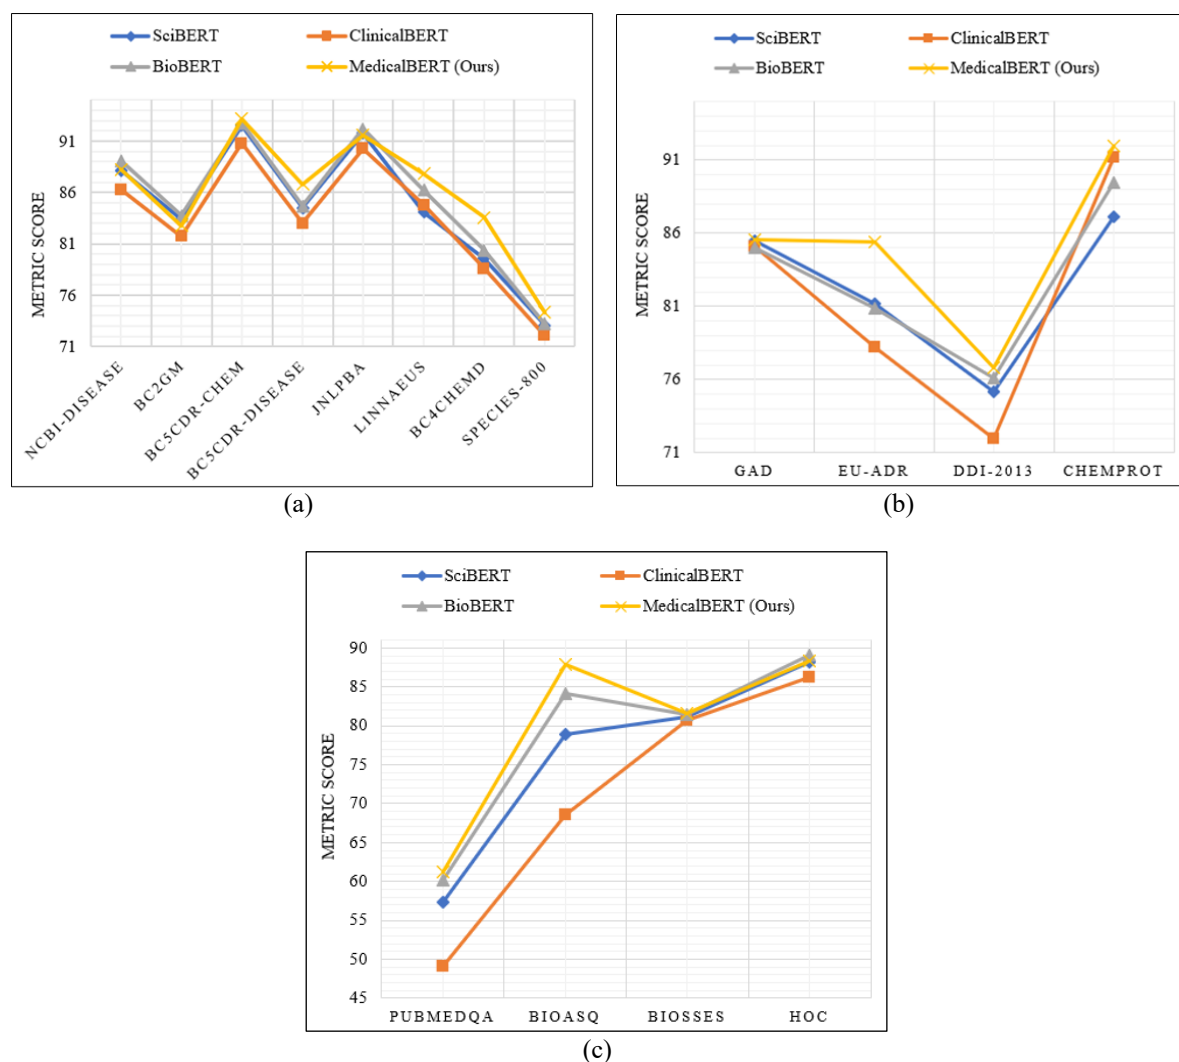 SciBERT ClinicalBERT
BioBERT MedicalBERT (Ours)
METRIC SCORE
91
86
81
76
71
NCBI-DISEASE BC2GM BC5CDR-CHEM BC5CDR-DISEASE JNLPBA LINNAEUS BC4CHEMD SPECIES-800
(a)
SciBERT ClinicalBERT
BioBERT MedicalBERT (Ours)
METRIC SCORE
91
86
81
76
71
GAD EU-ADR DDI-2013 CHEMPROT
(b)
SciBERT ClinicalBERT
BioBERT MedicalBERT (Ours)
METRIC SCORE
90
85
80
75
70
65
60
55
50
45
PUBMEDQA BIOASQ BIOSSES HOC
(c)